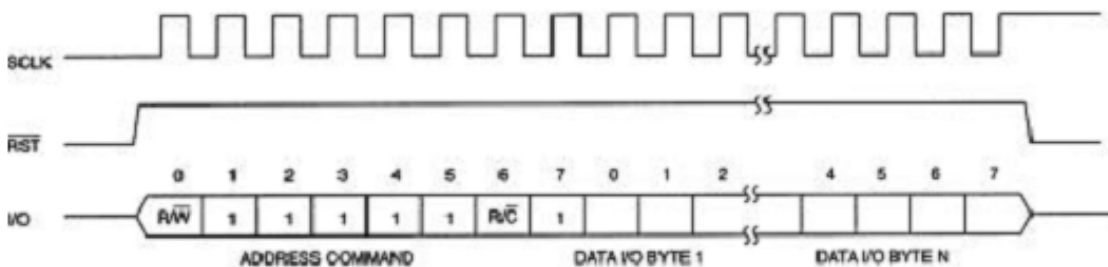 SCLK
RST
0 1 2 3 4 5 6 7 0 1 2 4 5 6 7
I/O R/W 1 1 1 1 1 R/C 1
ADDRESS COMMAND DATA I/O BYTE 1 DATA I/O BYTE N